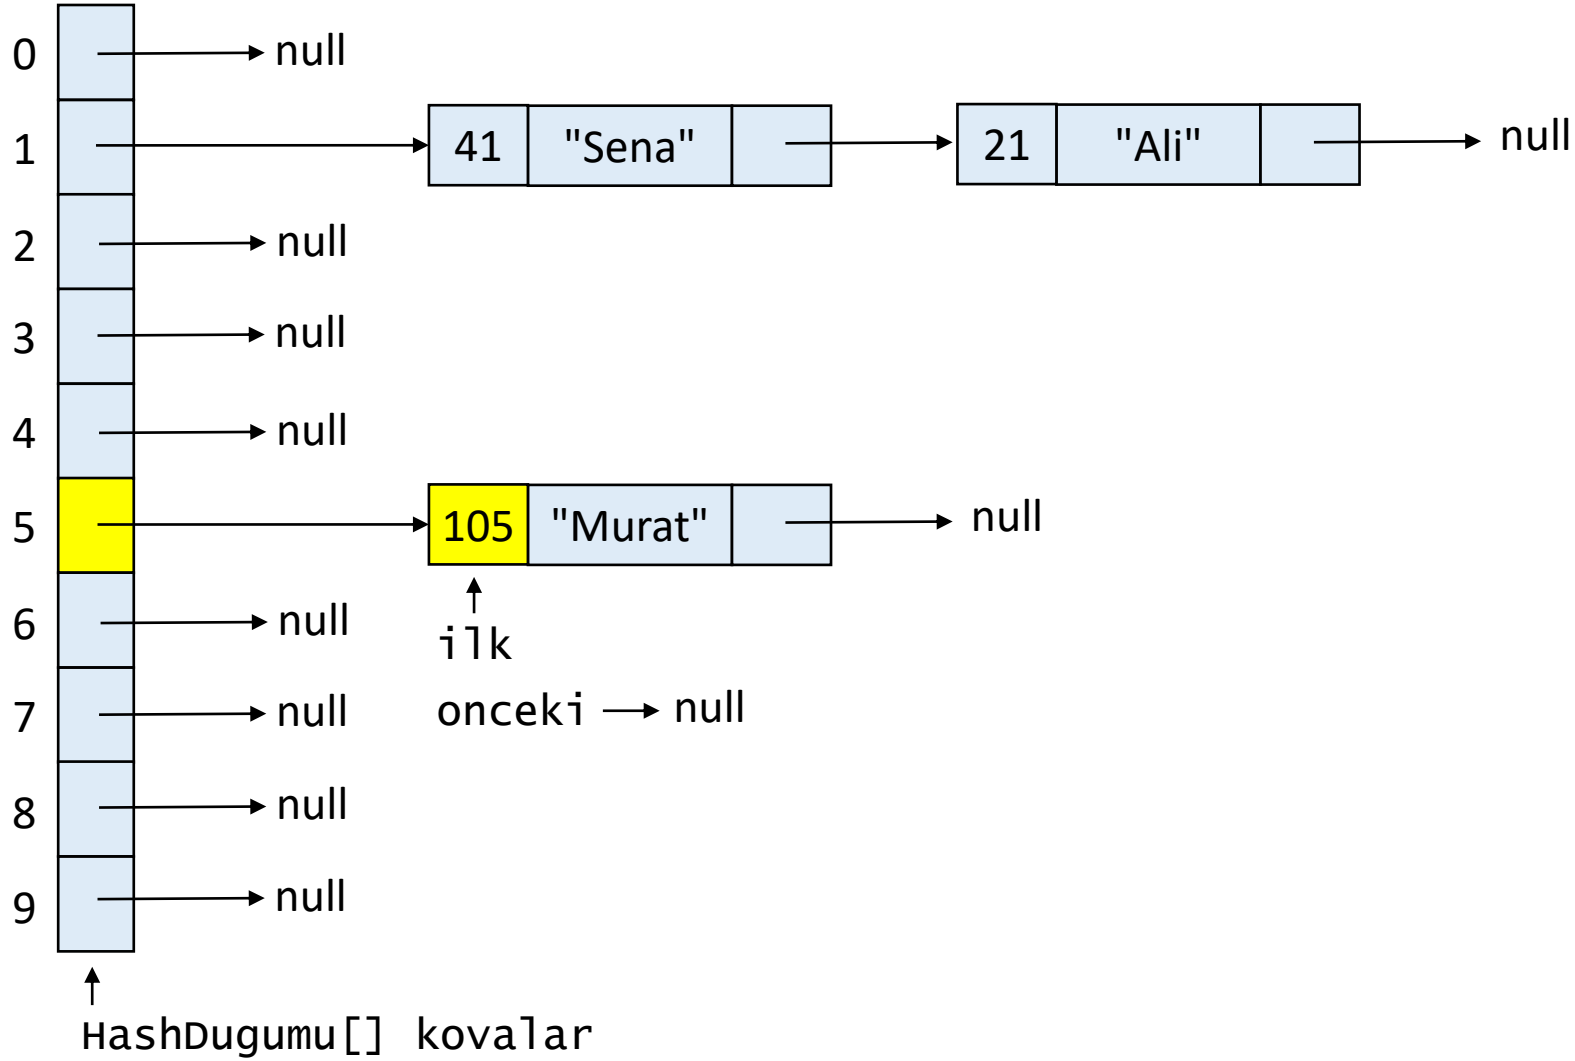 0 null
1 41 "Sena" 21 "Ali" null
2 null
3 null
4 null
5 105 "Murat" null
6 null
ilk
7 null onceki null
8 null
9 null
HashDugumu[] kovalar